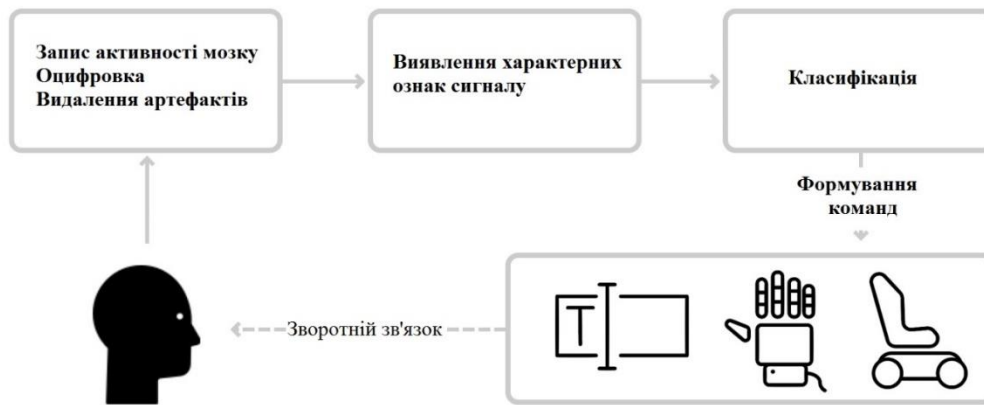 Запис активності мозку
Оцифровка
Видалення артефактів
Виявлення характерних
ознак сигналу
Класифікація
Формування
команд
Зворотній зв'язок
T